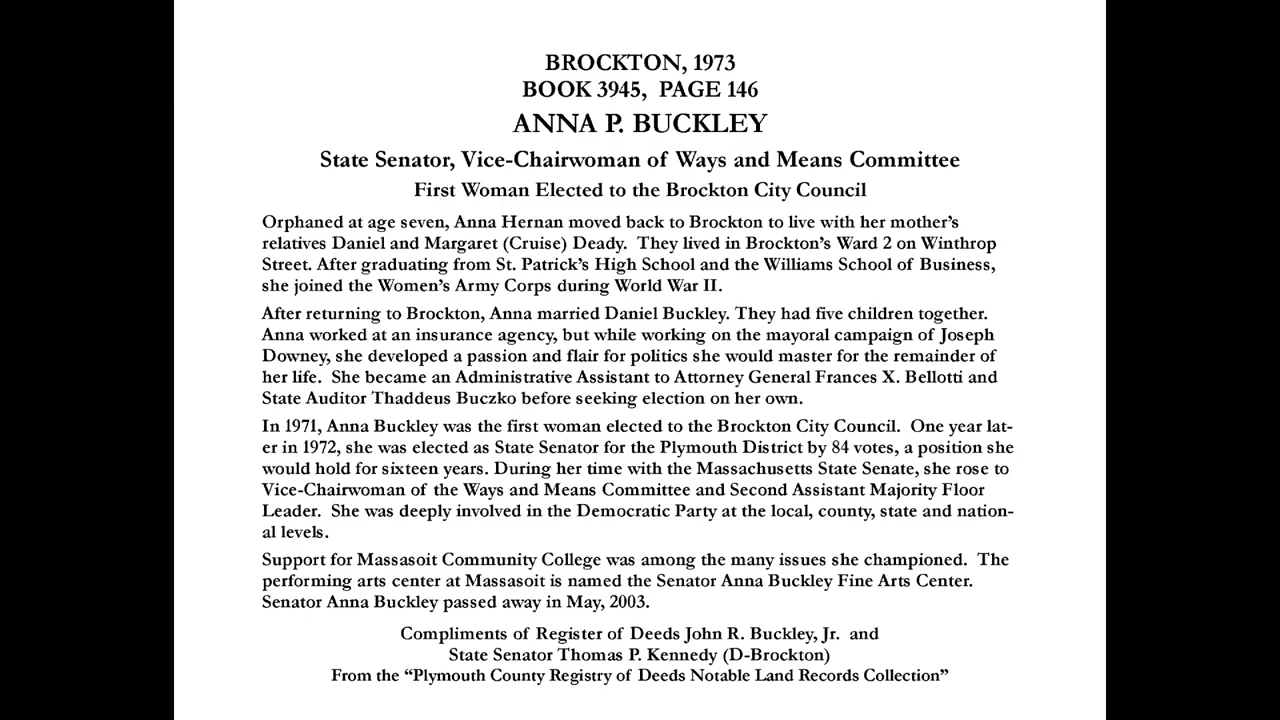 BROCKTON, 1973
BOOK 3945, PAGE 146
ANNA P. BUCKLEY
State Senator, Vice-Chairwoman of Ways and Means Committee
First Woman Elected to the Brockton City Council
Orphaned at age seven, Anna Hernan moved back to Brockton to live with her mother's
relatives Daniel and Margaret (Cruise) Deady. They lived in Brockton's Ward 2 on Winthrop
Street. After graduating from St. Patrick's High School and the Williams School of Business,
she joined the Women's Army Corps during World War II.
After returning to Brockton, Anna married Daniel Buckley. They had five children together.
Anna worked at an insurance agency, but while working on the mayoral campaign of Joseph
Downey, she developed a passion and flair for politics she would master for the remainder of
her life. She became an Administrative Assistant to Attorney General Frances X. Bellotti and
State Auditor Thaddeus Buczko before seeking election on her own.
In 1971, Anna Buckley was the first woman elected to the Brockton City Council. One year lat-
er in 1972, she was elected as State Senator for the Plymouth District by 84 votes, a position she
would hold for sixteen years. During her time with the Massachusetts State Senate, she rose to
Vice-Chairwoman of the Ways and Means Committee and Second Assistant Majority Floor
Leader. She was deeply involved in the Democratic Party at the local, county, state and nation-
al levels.
Support for Massasoit Community College was among the many issues she championed. The
performing arts center at Massasoit is named the Senator Anna Buckley Fine Arts Center.
Senator Anna Buckley passed away in May, 2003.
Compliments of Register of Deeds John R. Buckley, Jr. and
State Senator Thomas P. Kennedy (D-Brockton)
From the “Plymouth County Registry of Deeds Notable Land Records Collection”